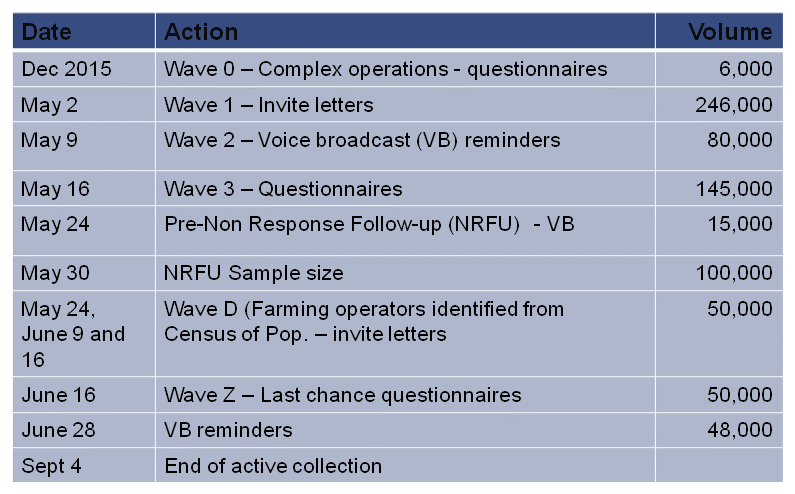 Date Action Volume
Dec 2015 Wave 0 – Complex operations - questionnaires 6,000
May 2 Wave 1 – Invite letters 246,000
May 9 Wave 2 – Voice broadcast (VB) reminders 80,000
May 16 Wave 3 – Questionnaires 145,000
May 24 Pre-Non Response Follow-up (NRFU) - VB 15,000
May 30 NRFU Sample size 100,000
May 24, Wave D (Farming operators identified from 50,000
June 9 and Census of Pop. – invite letters
16
June 16 Wave Z – Last chance questionnaires 50,000
June 28 VB reminders 48,000
Sept 4 End of active collection